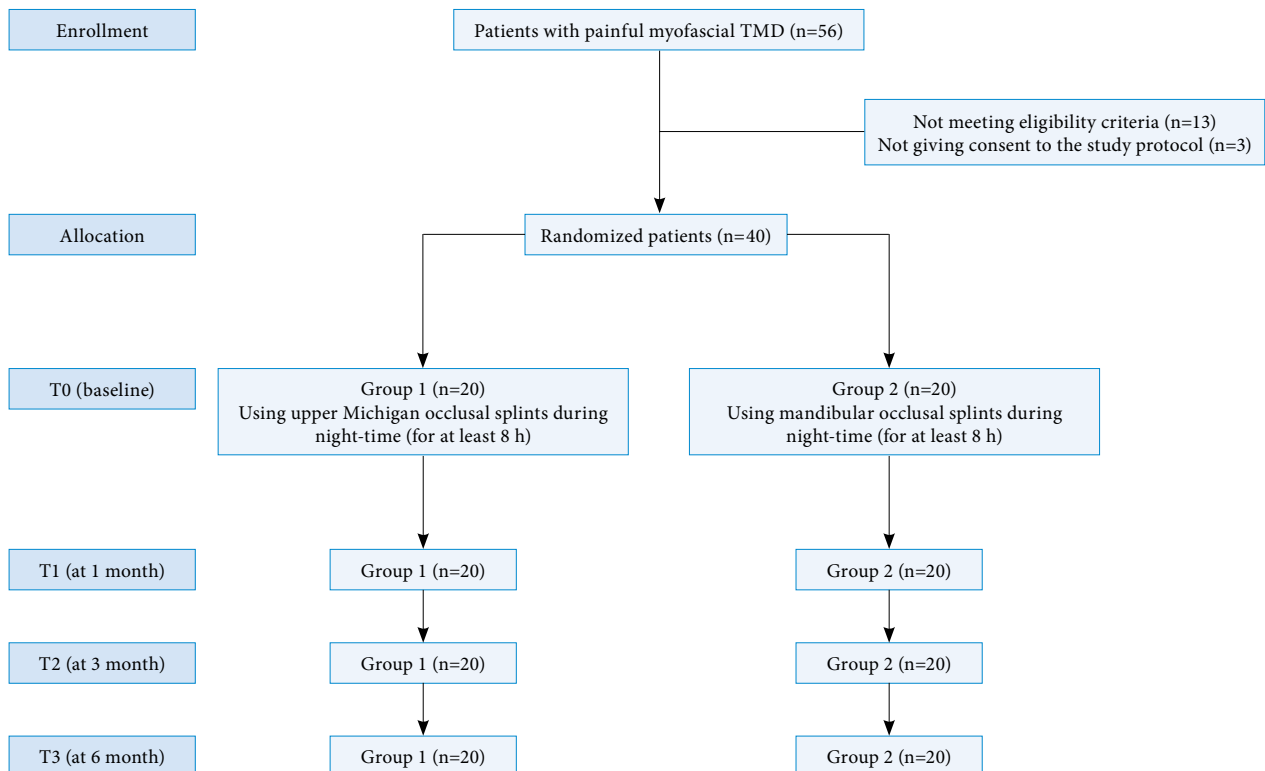 Enrollment
Patients with painful myofascial TMD (n=56)
Not meeting eligibility criteria (n=13)
Not giving consent to the study protocol (n=3)
Allocation
Randomized patients (n=40)
T0 (baseline)
Group 1 (n=20)
Using upper Michigan occlusal splints during
night-time (for at least 8 h)
Group 2 (n=20)
Using mandibular occlusal splints during
night-time (for at least 8 h)
T1 (at 1 month)
Group 1 (n=20)
Group 2 (n=20)
T2 (at 3 month)
Group 1 (n=20)
Group 2 (n=20)
T3 (at 6 month)
Group 1 (n=20)
Group 2 (n=20)